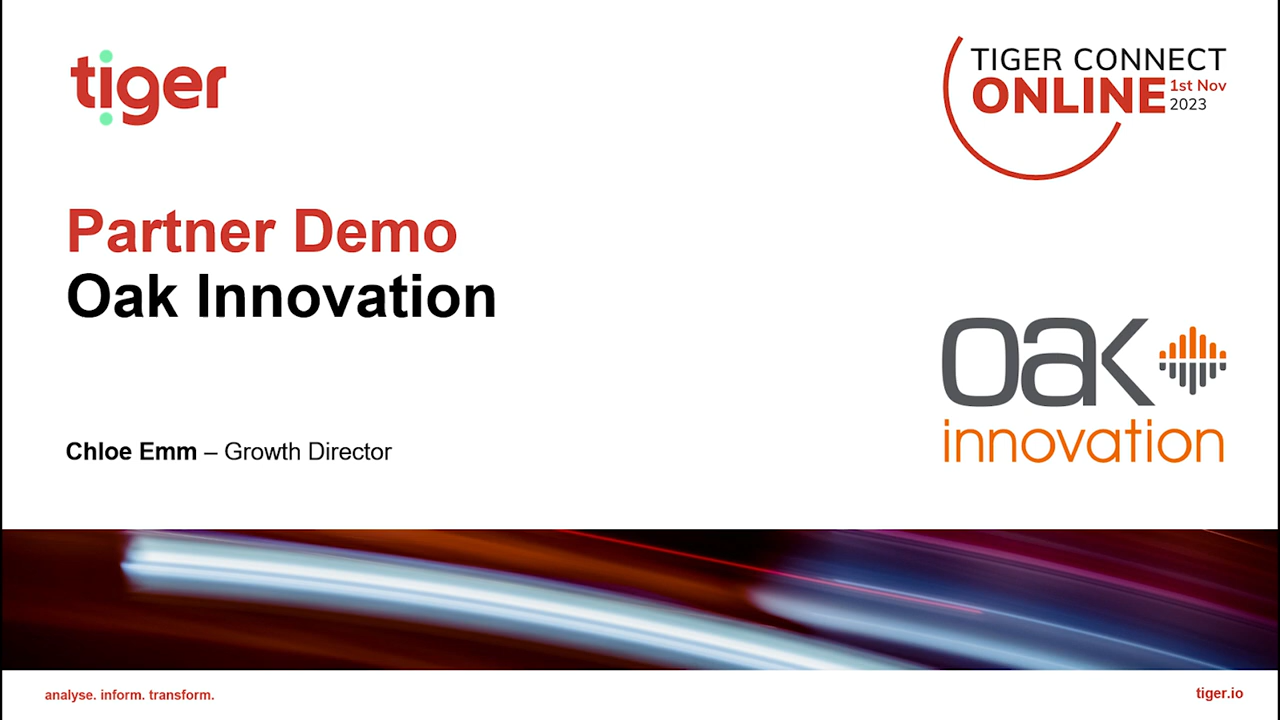 tiger
TIGER CONNECT
ONLINE
1st Nov
2023
Partner Demo
Oak Innovation
oak
innovation
Chloe Emm – Growth Director
analyse. inform. transform.
tiger.io